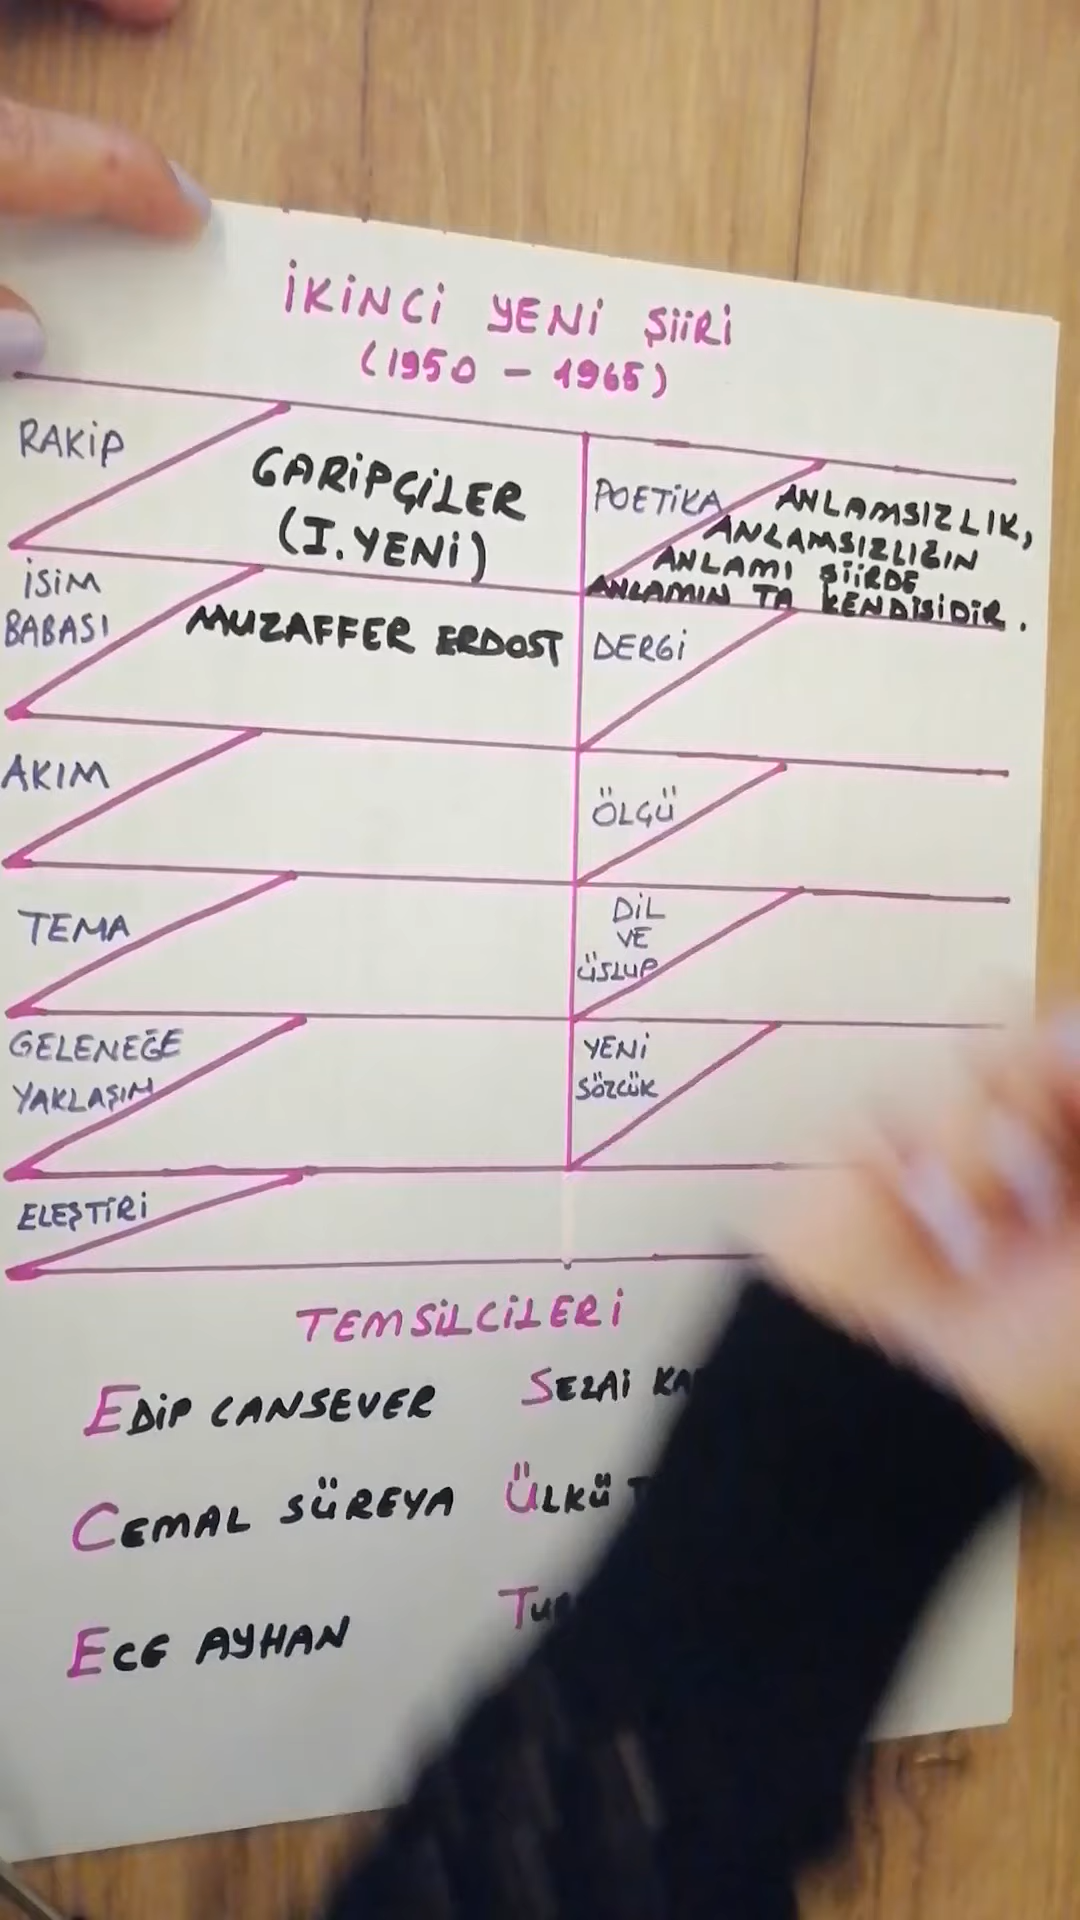 İKİNCİ YENİ ŞİİRİ
(1950 - 1965)
RAKİP
GARİPÇİLER
(I. YENİ)
POETİKA
ANLAMSIZLIK,
ANLAMSIZLIĞIN
ANLAMI ŞİİRDE
ANLAMIN TA KENDİSİDİR.
İSİM
BABASI
MUZAFFER ERDOST
DERGİ
AKIM
ÖLÇÜ
TEMA
DİL
VE
ÜSLUP
GELENEĞE
YAKLAŞIM
YENİ
SÖZCÜK
ELEŞTİRİ
TEMSİLCİLERİ
EDİP CANSEVER
SEZAİ
CEMAL SÜREYA
ÜLKÜ
ECE AYHAN